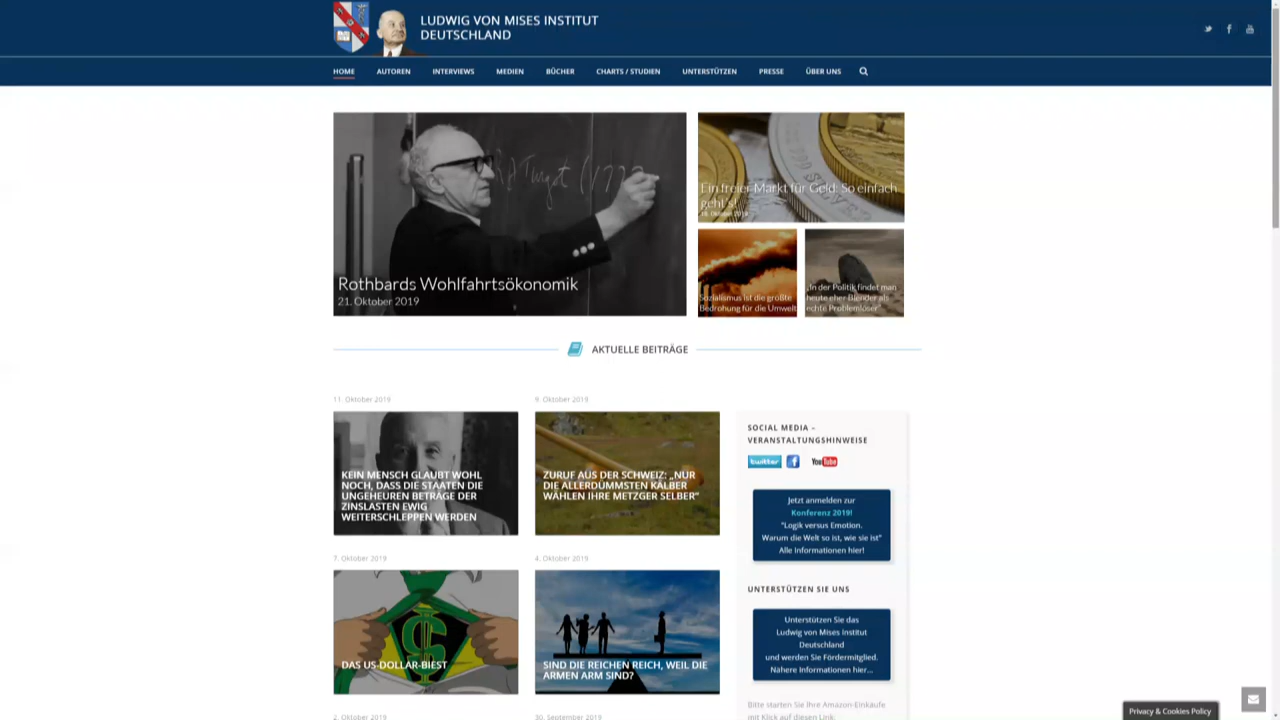 LUDWIG VON MISES INSTITUT
DEUTSCHLAND
HOME AUTOREN INTERVIEWS MEDIEN BÜCHER CHARTS / STUDIEN UNTERSTÜTZEN PRESSE ÜBER UNS
Rothbards Wohlfahrtsökonomik
21. Oktober 2019
Ein freier Markt für Geld: So einfach
geht's!
18. Oktober 2019
Sozialismus ist die größte
Bedrohung für die Umwelt
„In der Politik findet man
heute eher Blender als
echte Problemlöser"
AKTUELLE BEITRÄGE
11. Oktober 2019
KEIN MENSCH GLAUBT WOHL
NOCH, DASS DIE STAATEN DIE
UNGEHEUREN BETRÄGE DER
ZINSLASTEN EWIG
WEITERSCHLEPPEN WERDEN
9. Oktober 2019
ZURUF AUS DER SCHWEIZ: „NUR
DIE ALLERDÜMMSTEN KÄLBER
WÄHLEN IHRE METZGER SELBER"
7. Oktober 2019
DAS US-DOLLAR-BIEST
4. Oktober 2019
SIND DIE REICHEN REICH, WEIL DIE
ARMEN ARM SIND?
2. Oktober 2019
30. September 2019
SOCIAL MEDIA –
VERANSTALTUNGSHINWEISE
twitter
YouTube
Jetzt anmelden zur
Konferenz 2019!
"Logik versus Emotion.
Warum die Welt so ist, wie sie ist"
Alle Informationen hier!
UNTERSTÜTZEN SIE UNS
Unterstützen Sie das
Ludwig von Mises Institut
Deutschland
und werden Sie Fördermitglied.
Nähere Informationen hier...
Bitte starten Sie Ihre Amazon-Einkäufe
mit Klick auf diesen Link:
Privacy & Cookies Policy